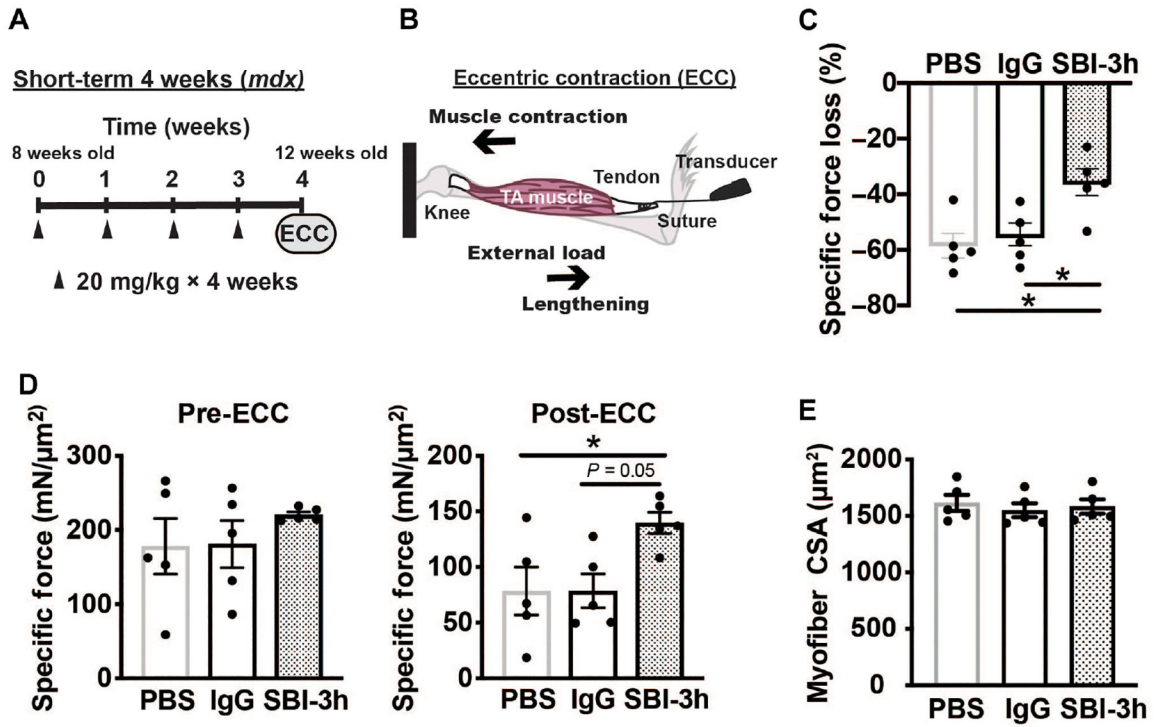 A
Short-term 4 weeks (mdx)
Time (weeks)
8 weeks old 12 weeks old
0 1 2 3 4
ECC
20 mg/kg × 4 weeks
B
Eccentric contraction (ECC)
Muscle contraction
Transducer
Tendon
TA muscle
Knee
Suture
External load
Lengthening
C
PBS IgG SBI-3h
Specific force loss (%)
0
−20
−40
−60
−80
*
*
D
Pre-ECC
Specific force (mN/µm²)
300
200
100
0
PBS IgG SBI-3h
Post-ECC
Specific force (mN/µm²)
200
150
100
50
0
*
P = 0.05
PBS IgG SBI-3h
E
Myofiber CSA (µm²)
2000
1500
1000
500
0
PBS IgG SBI-3h